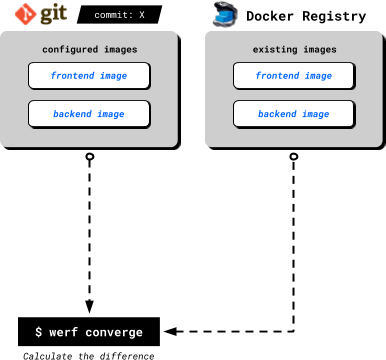 git
commit: X
Docker Registry
configured images
existing images
frontend image
frontend image
backend image
backend image
$ werf converge
Calculate the difference